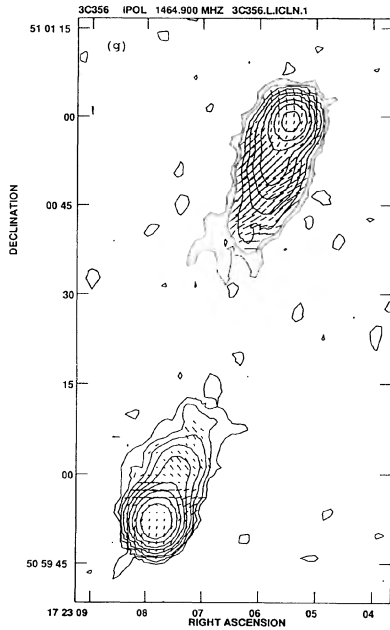 3C356 IPOL 1464.900 MHZ 3C356.I.ICLN.1
51 01 15
(g)
00
00 45
30
15
00
50 59 45
DECLINATION
17 23 09 08 07 06 05 04
RIGHT ASCENSION